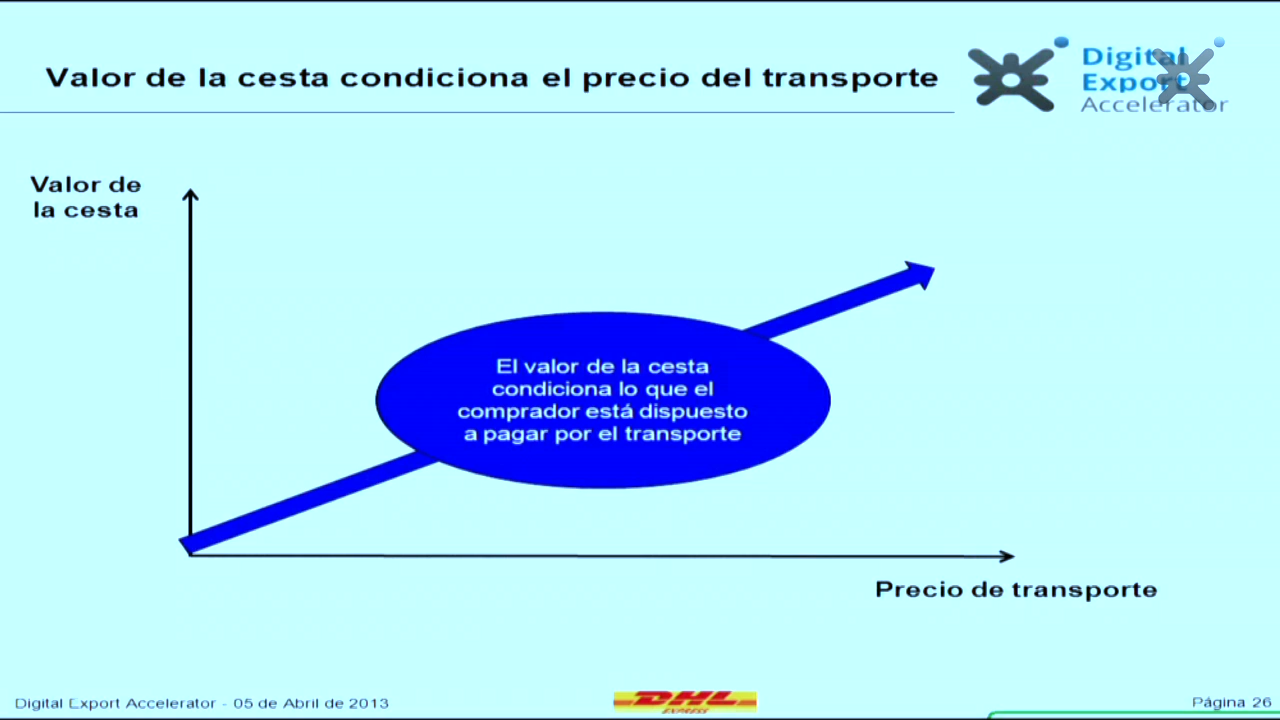 Valor de la cesta condiciona el precio del transporte
Digital
Export
Accelerator
Valor de
la cesta
El valor de la cesta
condiciona lo que el
comprador está dispuesto
a pagar por el transporte
Precio de transporte
Digital Export Accelerator - 05 de Abril de 2013
DHL
EXPRESS
Página 26